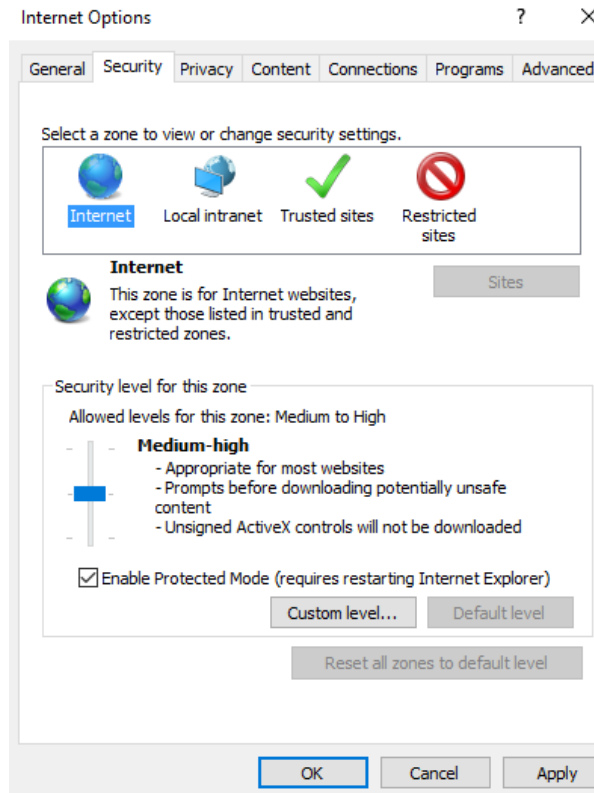 Internet Options
General Security Privacy Content Connections Programs Advanced
Select a zone to view or change security settings.
Internet Local intranet Trusted sites Restricted
sites
Internet
Sites
This zone is for Internet websites,
except those listed in trusted and
restricted zones.
Security level for this zone
Allowed levels for this zone: Medium to High
Medium-high
- Appropriate for most websites
- Prompts before downloading potentially unsafe
content
- Unsigned ActiveX controls will not be downloaded
Enable Protected Mode (requires restarting Internet Explorer)
Custom level... Default level
Reset all zones to default level
OK Cancel Apply